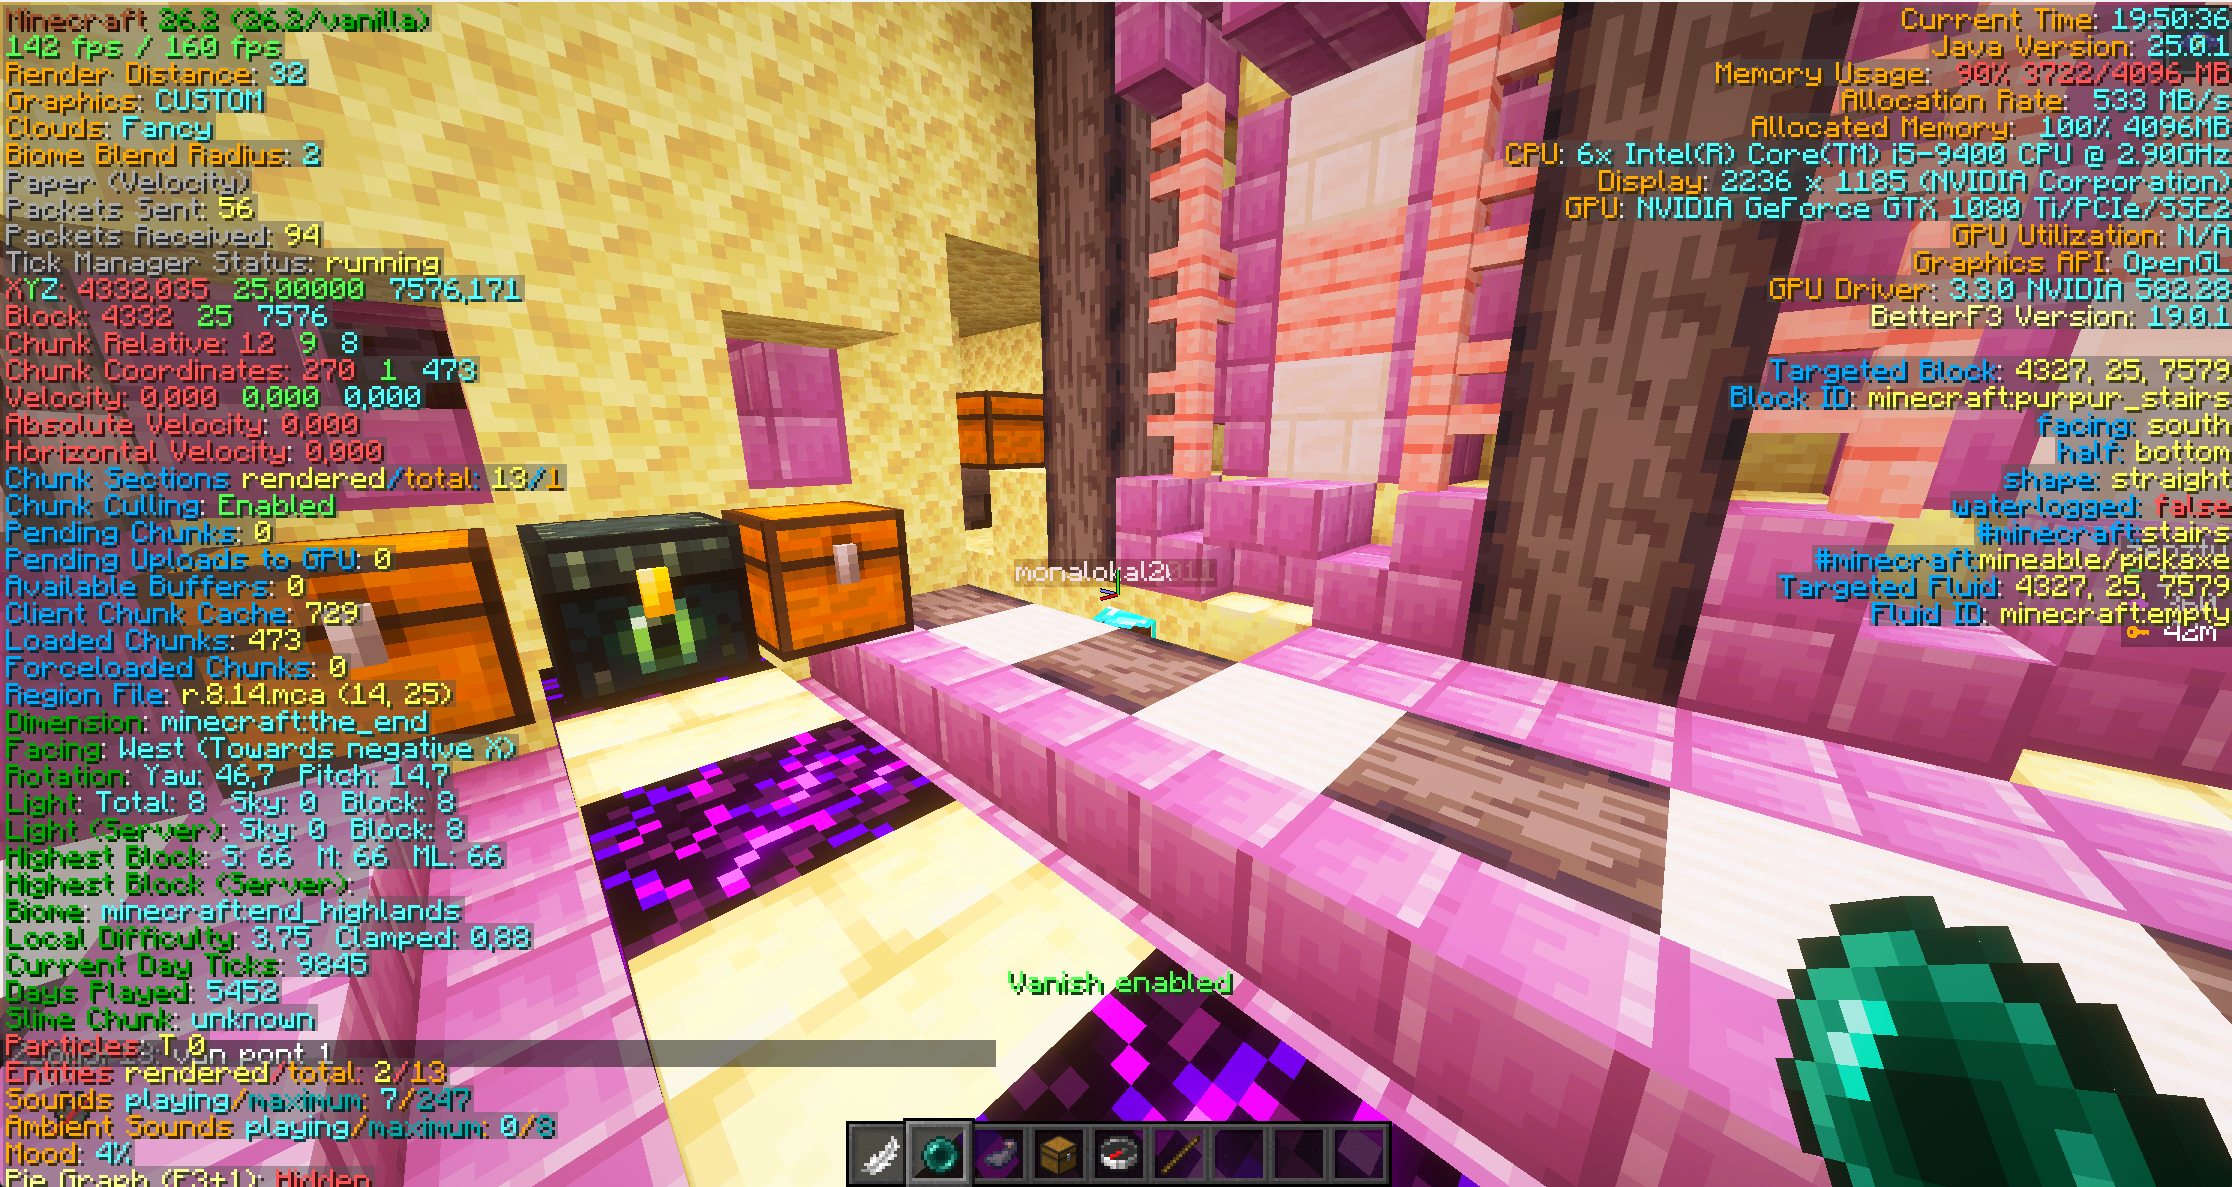 Minecraft 26.2 (26.2/vanilla)
142 fps / 160 fps
Render Distance: 32
Graphics: CUSTOM
Clouds: Fancy
Biome Blend Radius: 2
Paper (Velocity)
Packets Sent: 56
Packets Received: 94
Tick Manager Status: running
XYZ: 4332,035 25,00000 7576,171
Block: 4332 25 7576
Chunk Relative: 12 9 8
Chunk Coordinates: 270 1 473
Velocity: 0,000 0,000 0,000
Absolute Velocity: 0,000
Horizontal Velocity: 0,000
Chunk Sections rendered/total: 13/1
Chunk Culling: Enabled
Pending Chunks: 0
Pending Uploads to GPU: 0
Available Buffers: 0
Client Chunk Cache: 729
Loaded Chunks: 473
Forceloaded Chunks: 0
Region File: r.8.14.mca (14, 25)
Dimension: minecraft:the_end
Facing: West (Towards negative X)
Rotation: Yaw: 46,7 Pitch: 14,7
Light: Total: 8 Sky: 0 Block: 8
Light (Server): Sky: 0 Block: 8
Highest Block: S: 66 M: 66 ML: 66
Highest Block (Server):
Biome: minecraft:end_highlands
Local Difficulty: 3,75 Clamped: 0,88
Current Day Ticks: 9845
Days Played: 5452
Slime Chunk: unknown
Particles: T 0
pont 1
Entities rendered/total: 2/13
Sounds playing/maximum: 7/247
Ambient Sounds playing/maximum: 0/8
Mood: 4%
Pie Graph (F3+1): Hidden
Current Time: 19:50:36
Java Version: 25.0.1
Memory Usage: 90% 3722/4096 MB
Allocation Rate: 533 MB/s
Allocated Memory: 100% 4096MB
CPU: 6x Intel(R) Core(TM) i5-9400 CPU @ 2.90GHz
Display: 2236 x 1185 (NVIDIA Corporation)
GPU: NVIDIA GeForce GTX 1080 Ti/PCIe/SSE2
GPU Utilization: N/A
Graphics API: OpenGL
GPU Driver: 3.3.0 NVIDIA 582.28
BetterF3 Version: 19.0.1
Targeted Block: 4327, 25, 7579
Block ID: minecraft:purpur_stairs
facing: south
half: bottom
shape: straight
waterlogged: false
#minecraft:stairs
#minecraft:mineable/pickaxe
Targeted Fluid: 4327, 25, 7579
Fluid ID: minecraft:empty
42m
monalokal2011
Vanish enabled